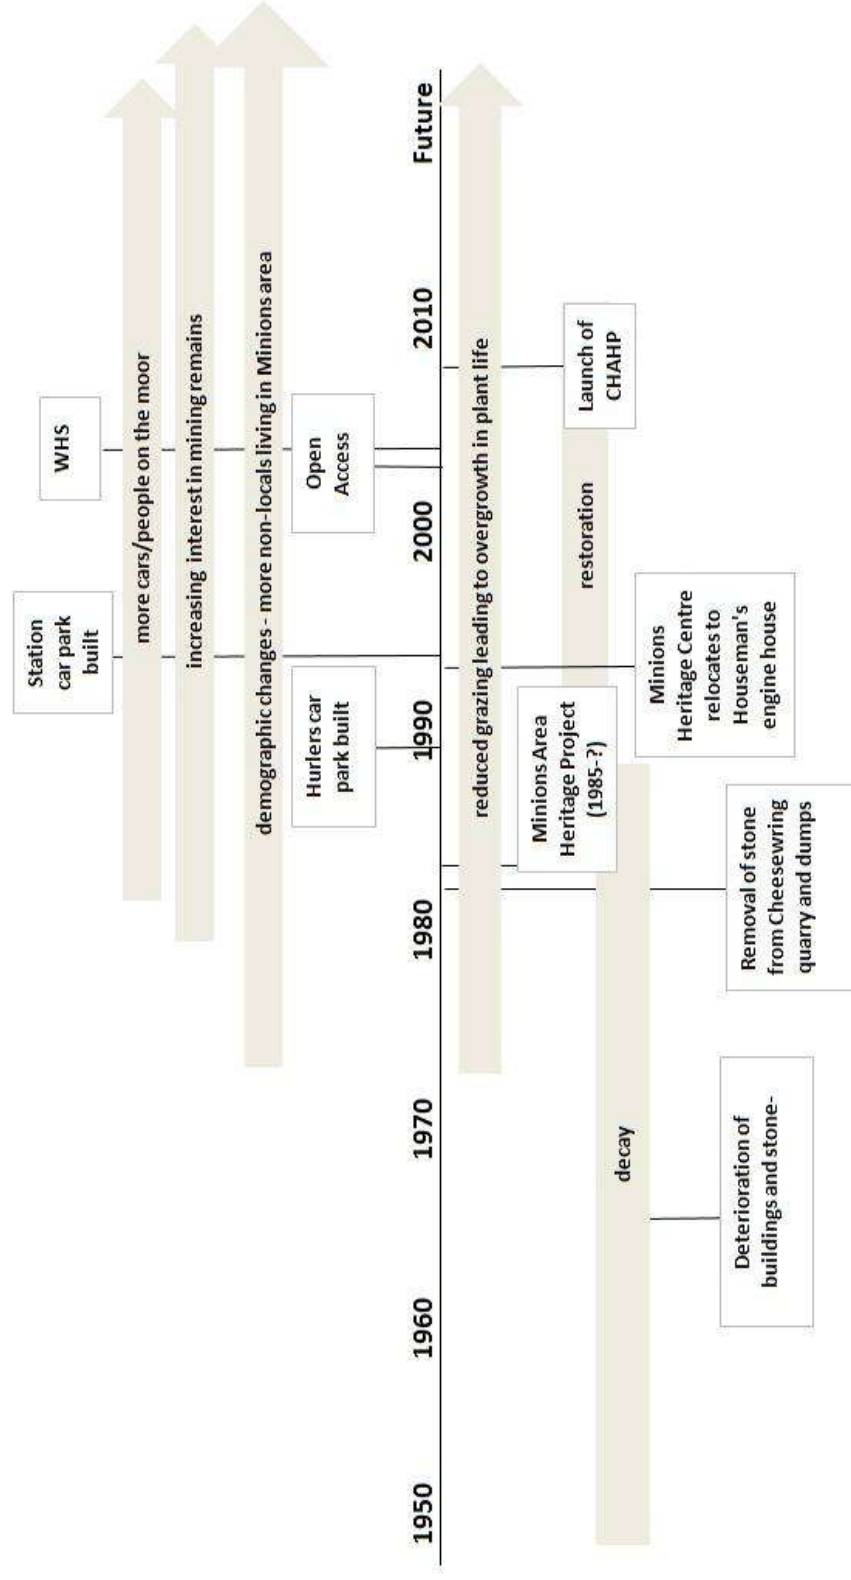 WHS
Station
car park
built
more cars/people on the moor
increasing interest in mining remains
demographic changes - more non-locals living in Minions area
Open
Access
Hurlers car
park built
1950
1960
1970
1980
1990
2000
2010
Future
reduced grazing leading to overgrowth in plant life
Launch of
CHAHP
restoration
Minions Area
Heritage Project
(1985-?)
decay
Minions
Heritage Centre
relocates to
Houseman's
engine house
Removal of stone
from Cheesewring
quarry and dumps
Deterioration of
buildings and stone-